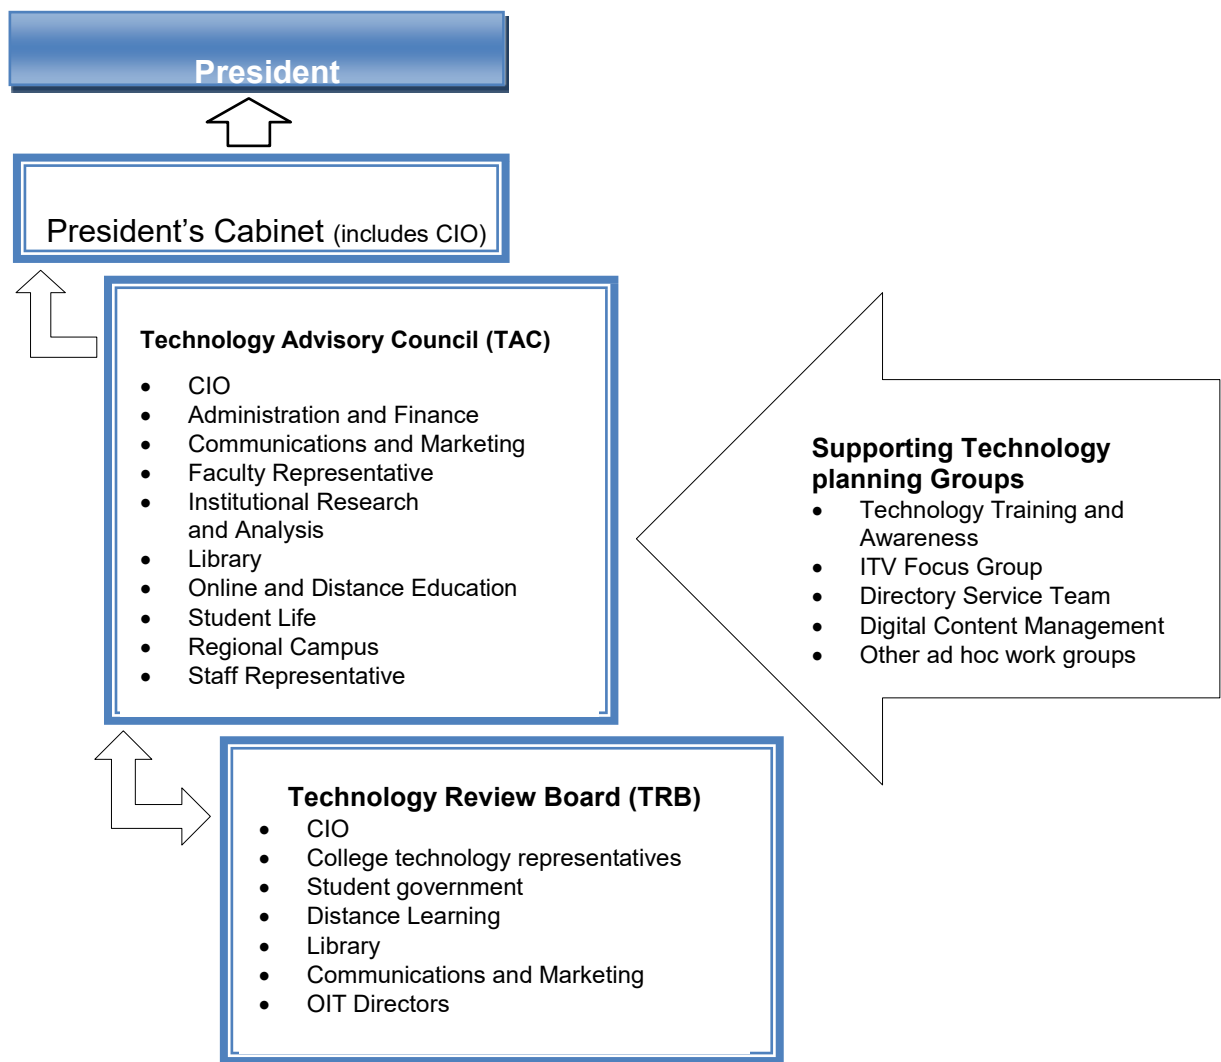 President
President’s Cabinet (includes CIO)
Technology Advisory Council (TAC)
• CIO
• Administration and Finance
• Communications and Marketing
• Faculty Representative
• Institutional Research
and Analysis
• Library
• Online and Distance Education
• Student Life
• Regional Campus
• Staff Representative
Supporting Technology
planning Groups
• Technology Training and
Awareness
• ITV Focus Group
• Directory Service Team
• Digital Content Management
• Other ad hoc work groups
Technology Review Board (TRB)
• CIO
• College technology representatives
• Student government
• Distance Learning
• Library
• Communications and Marketing
• OIT Directors